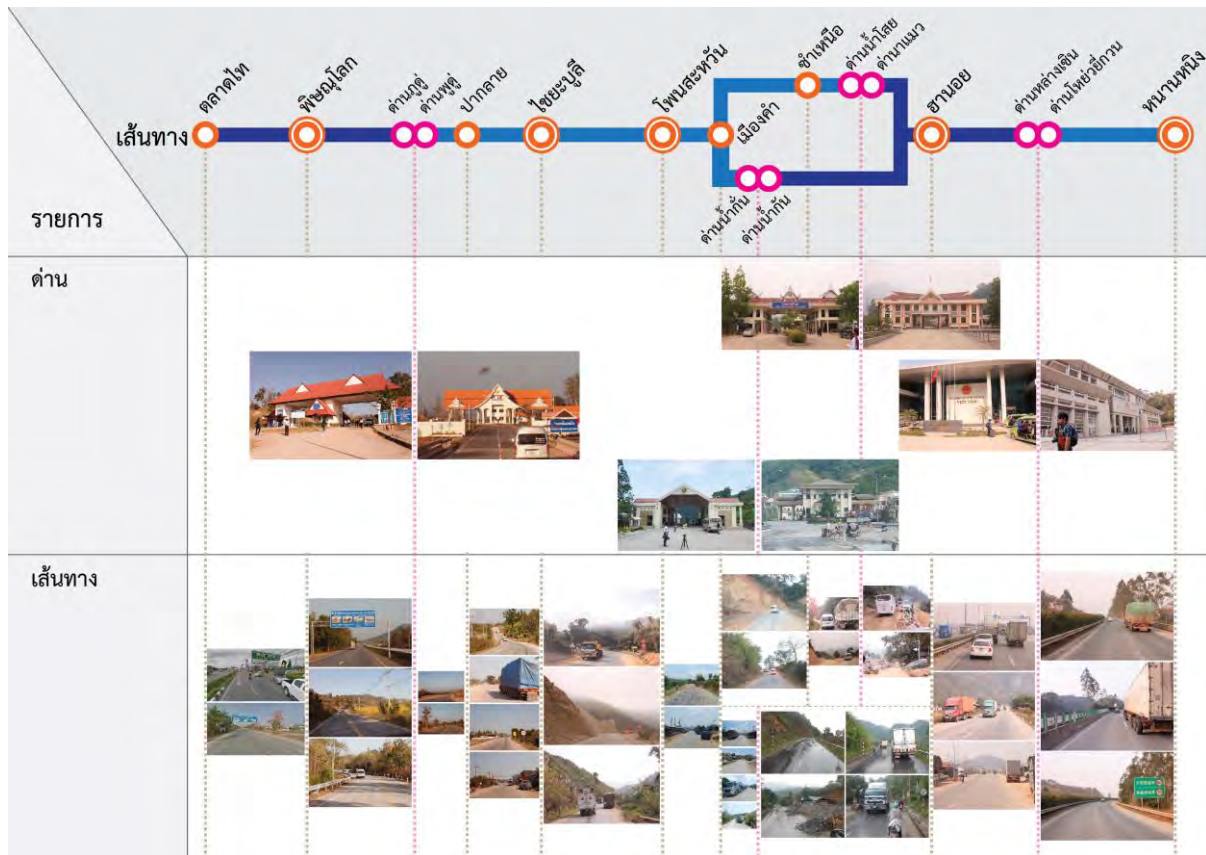 เส้นทาง
รายการ
ตลาดไท
พิษณุโลก
ด่านภูดู่
ด่านพูดู่
ปากลาย
ไชยะบูลี
โพนสะหวัน
เมืองคำ
ซำเหนือ
ด่านน้ำโสย
ด่านาแมว
ด่านน้ำกั่น
ด่านน้ำกัน
ฮานอย
ด่านหล่างเซิน
ด่านโหย่วยี่กวน
หนานหนิง
ด่าน
เส้นทาง